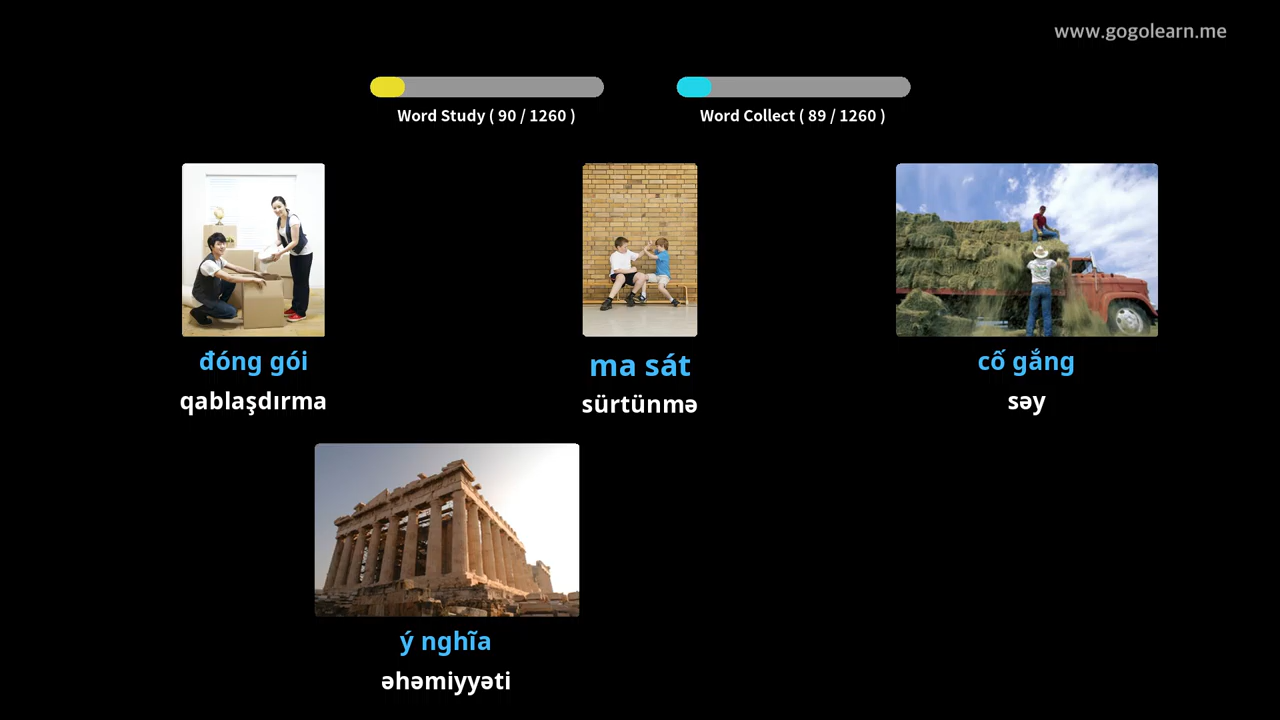 www.gogolearn.me
Word Study ( 90 / 1260 )
Word Collect ( 89 / 1260 )
đóng gói
qablaşdırma
ma sát
sürtünmə
cố gắng
səy
ý nghĩa
əhəmiyyəti